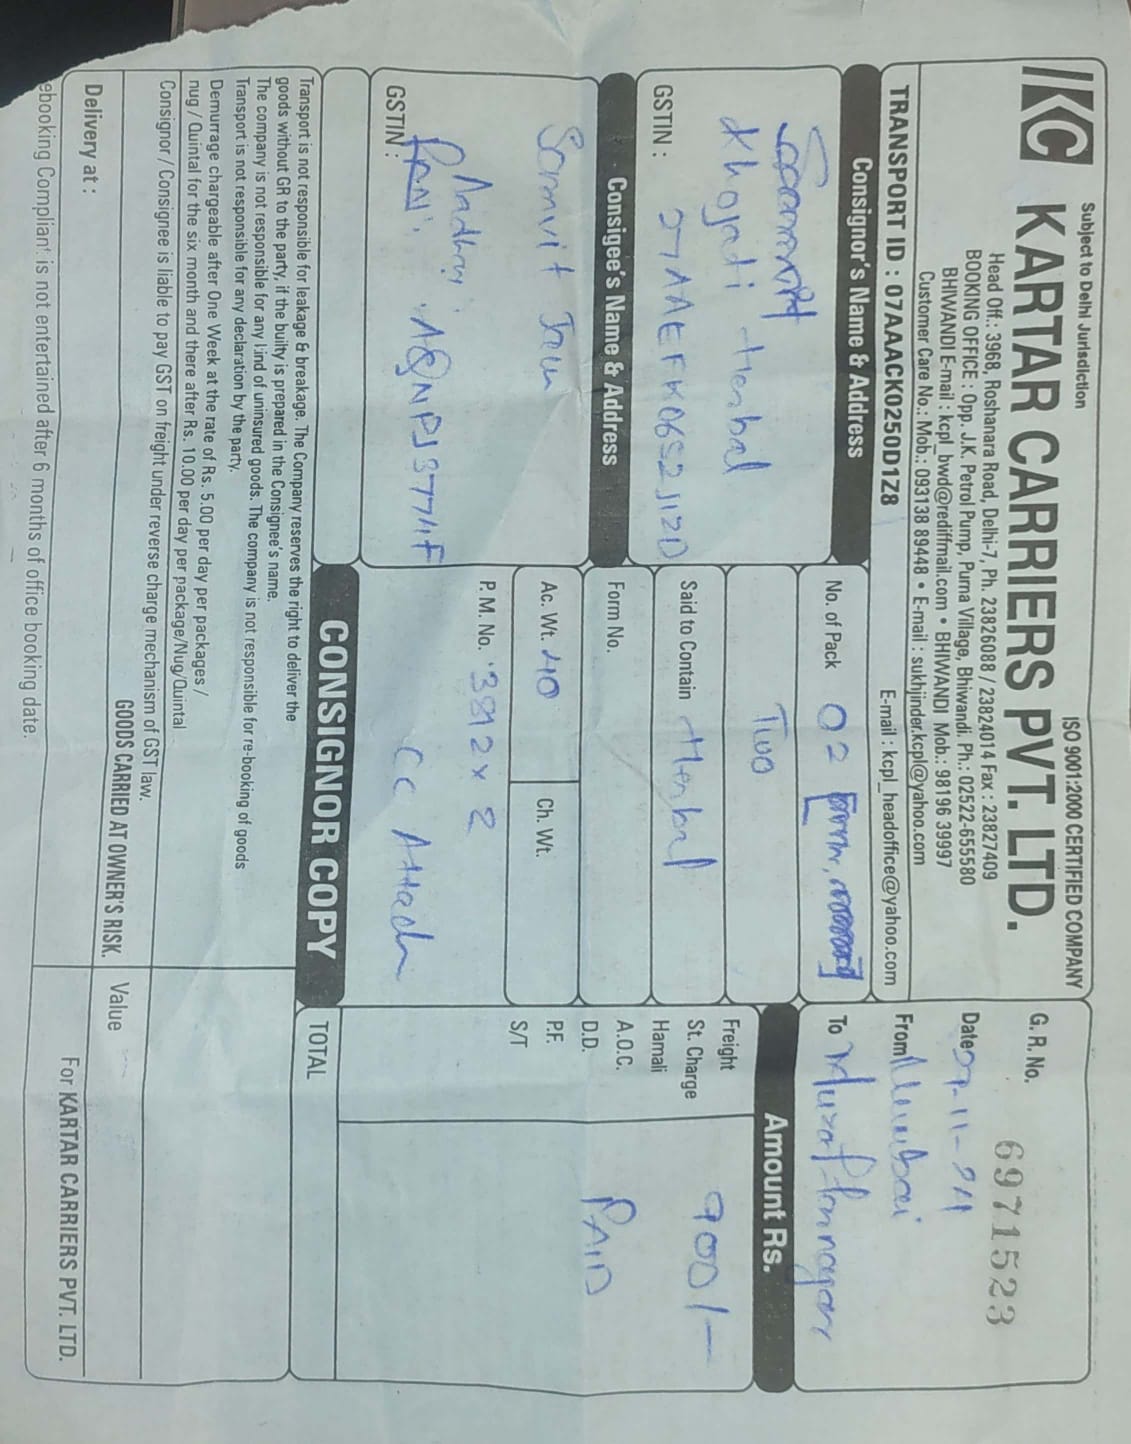 Subject to Delhi Jurisdiction
ISO 9001:2000 CERTIFIED COMPANY
KC KARTAR CARRIERS PVT. LTD.
Head Off.: 3968, Roshanara Road, Delhi-7, Ph. 23826088 / 23824014 Fax : 23827409
BOOKING OFFICE : Opp. J.K. Petrol Pump, Purna Village, Bhiwandi. Ph.: 02522-655580
BHIWANDI E-mail : kcpl_bwd@rediffmail.com • BHIWANDI Mob.: 98196 39997
Customer Care No.: Mob.: 093138 89448 • E-mail : sukhjinder.kcpl@yahoo.com
TRANSPORT ID : 07AAACK0250D1Z8
E-mail : kcpl_headoffice@yahoo.com
G. R. No. 6971523
Date 07-11-24
From Mumbai
To
Consignor's Name & Address
Khojati Herbal
GSTIN : 27AAEFK0652J1ZD
No. of Pack 02
Two
Said to Contain Herbal
Form No.
Consigee's Name & Address
Sanvit Jain
GSTIN :
PAN.
Ac. Wt. 40
Ch. Wt.
P.M. No. 3892 x 2
CC Attach
Amount Rs.
Freight
St. Charge 900/-
Hamali
A.O.C.
D.D. PAID
P.F.
S/T
CONSIGNOR COPY
TOTAL
Transport is not responsible for leakage & breakage. The Company reserves the right to deliver the
goods without GR to the party, if the builty is prepared in the Consignee's name.
The company is not responsible for any kind of uninsured goods. The company is not responsible for re-booking of goods
Transport is not responsible for any declaration by the party.
Demurrage chargeable after One Week at the rate of Rs. 5.00 per day per packages /
nug / Quintal for the six month and there after Rs. 10.00 per day per package/Nug/Quintal
Consignor / Consignee is liable to pay GST on freight under reverse charge mechanism of GST law.
GOODS CARRIED AT OWNER'S RISK.
Value
Delivery at :
For KARTAR CARRIERS PVT. LTD.
ebooking Compliant is not entertained after 6 months of office booking date.